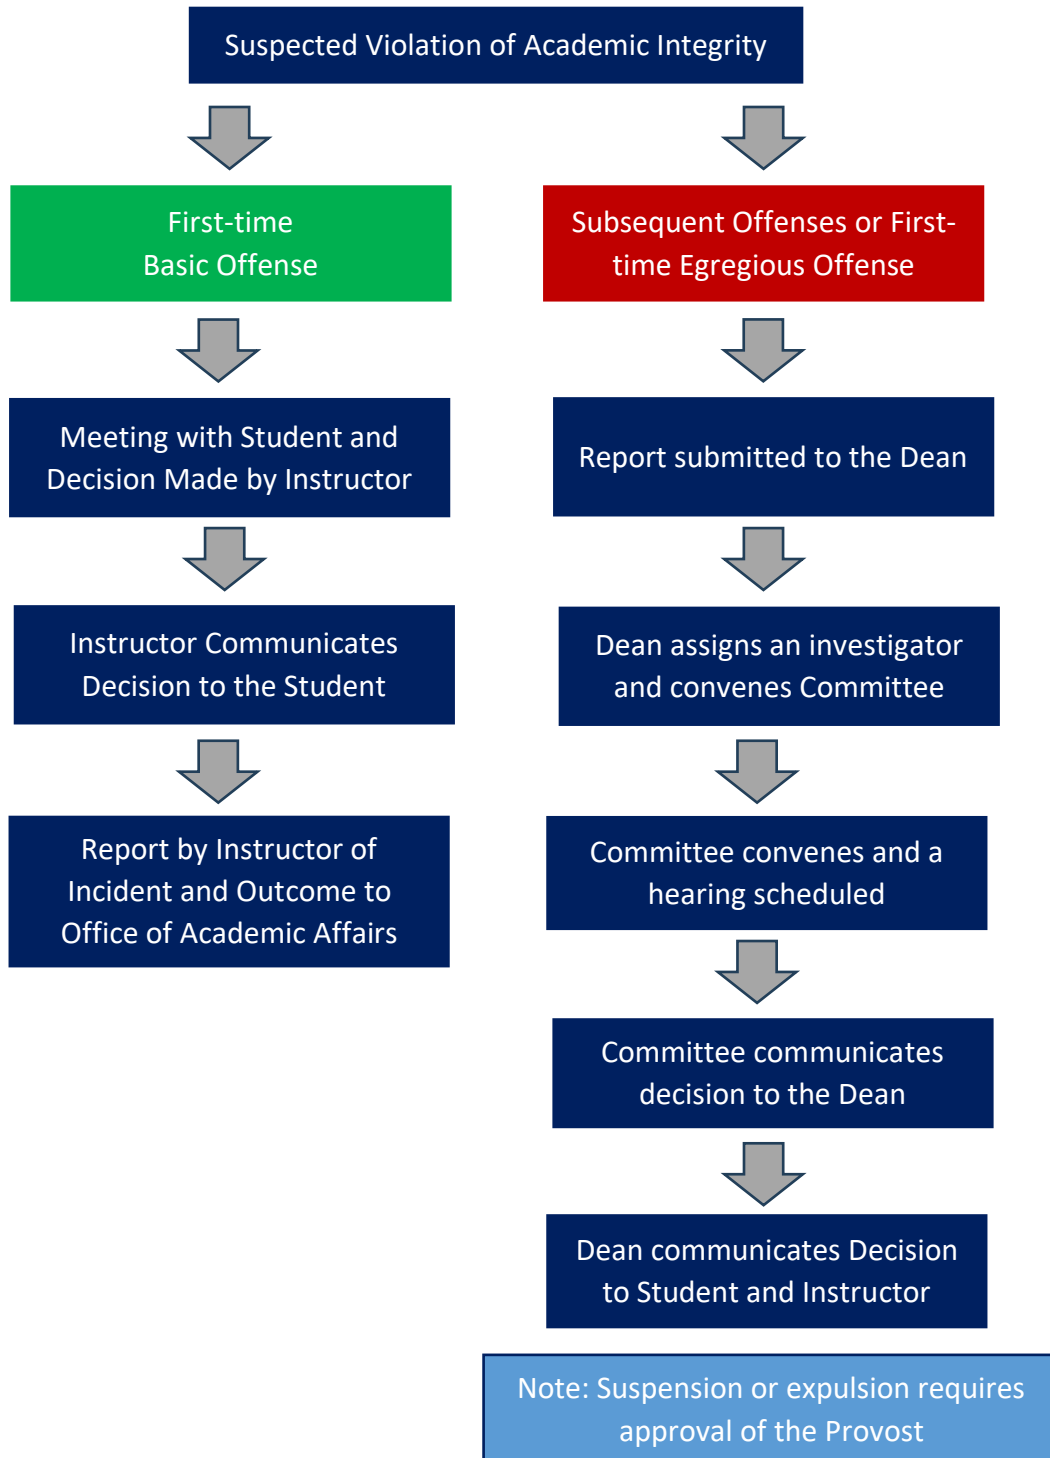 Suspected Violation of Academic Integrity
First-time
Basic Offense
Subsequent Offenses or First-
time Egregious Offense
Meeting with Student and
Decision Made by Instructor
Report submitted to the Dean
Instructor Communicates
Decision to the Student
Dean assigns an investigator
and convenes Committee
Report by Instructor of
Incident and Outcome to
Office of Academic Affairs
Committee convenes and a
hearing scheduled
Committee communicates
decision to the Dean
Dean communicates Decision
to Student and Instructor
Note: Suspension or expulsion requires
approval of the Provost